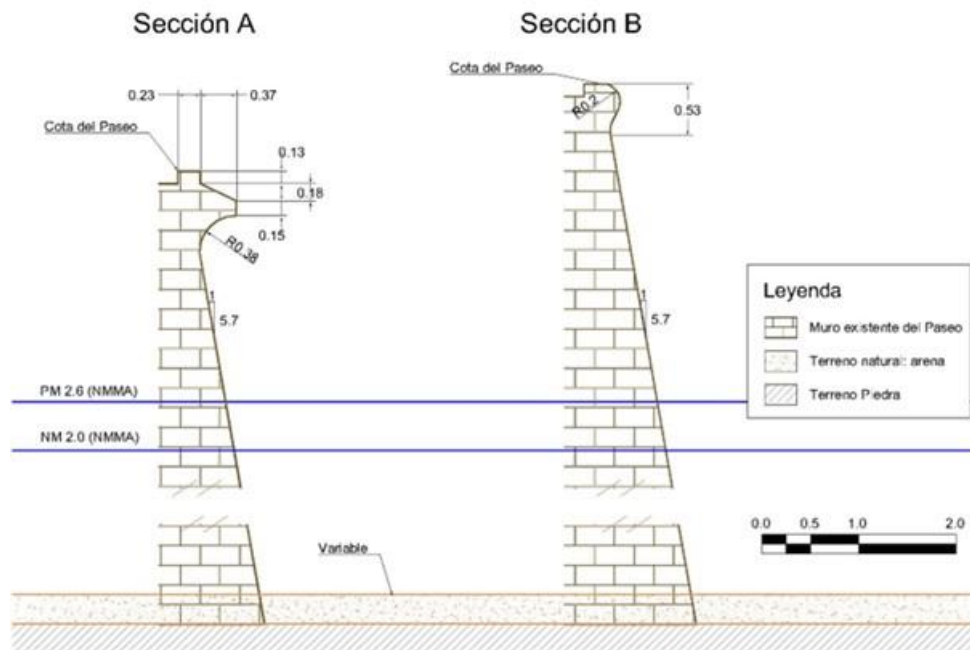 Sección A
Sección B
Cota del Paseo
0.23
0.37
R0.2
0.53
Cota del Paseo
0.13
0.18
0.15
R0.38
1
5.7
1
5.7
Leyenda
Muro existente del Paseo
Terreno natural: arena
Terreno Piedra
PM 2.6 (NMMA)
NM 2.0 (NMMA)
0.0 0.5 1.0 2.0
Variable